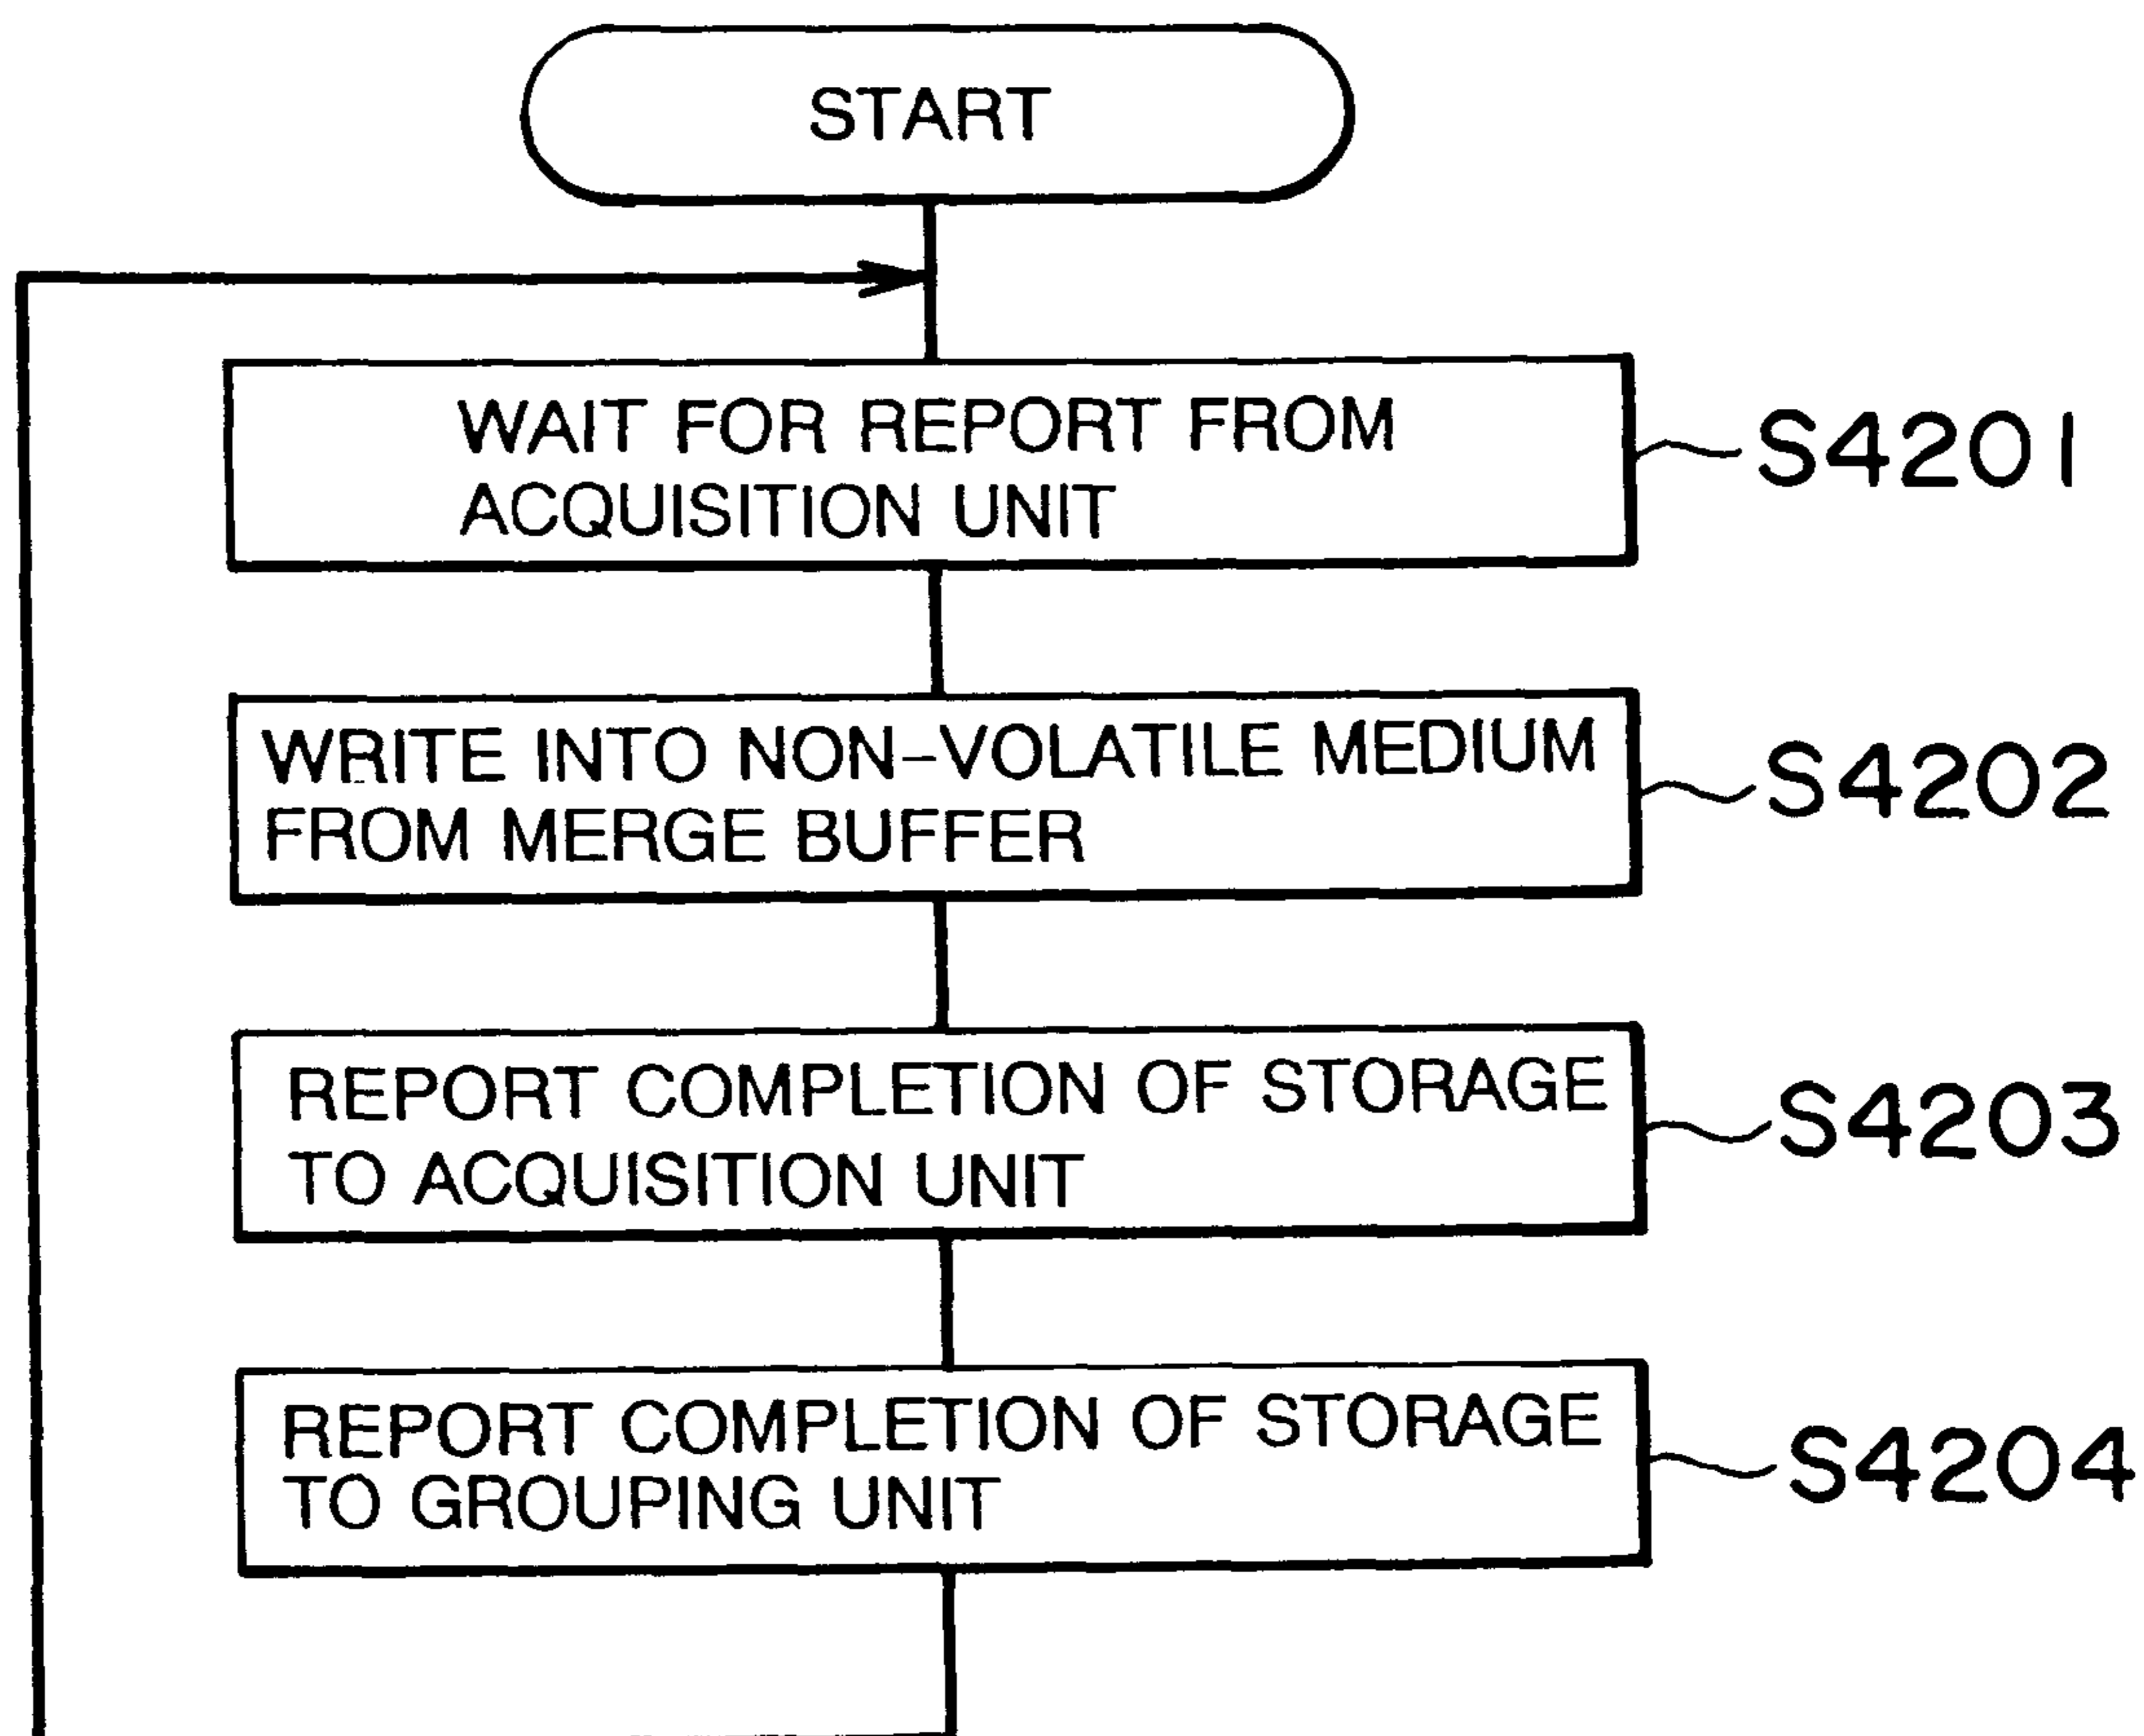 START
WAIT FOR REPORT FROM
ACQUISITION UNIT
S4201
WRITE INTO NON-VOLATILE MEDIUM
FROM MERGE BUFFER
S4202
REPORT COMPLETION OF STORAGE
TO ACQUISITION UNIT
S4203
REPORT COMPLETION OF STORAGE
TO GROUPING UNIT
S4204